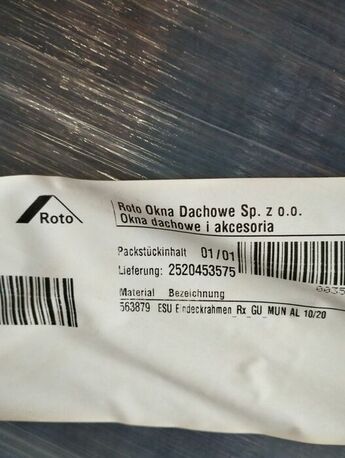 Roto
Roto Okna Dachowe Sp. z o.o.
Okna dachowe i akcesoria
Packstückinhalt 01/01
Lieferung: 2520453575
Material Bezeichnung
563879 ESU Eindeckrahmen_Rx_GU_MUN AL 10/20